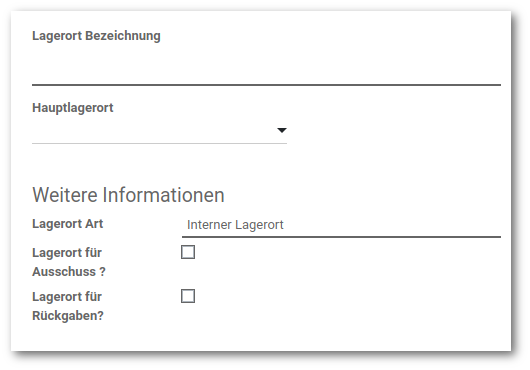 Lagerort Bezeichnung
Hauptlagerort
Weitere Informationen
Lagerort Art
Interner Lagerort
Lagerort für
Ausschuss ?
Lagerort für
Rückgaben?